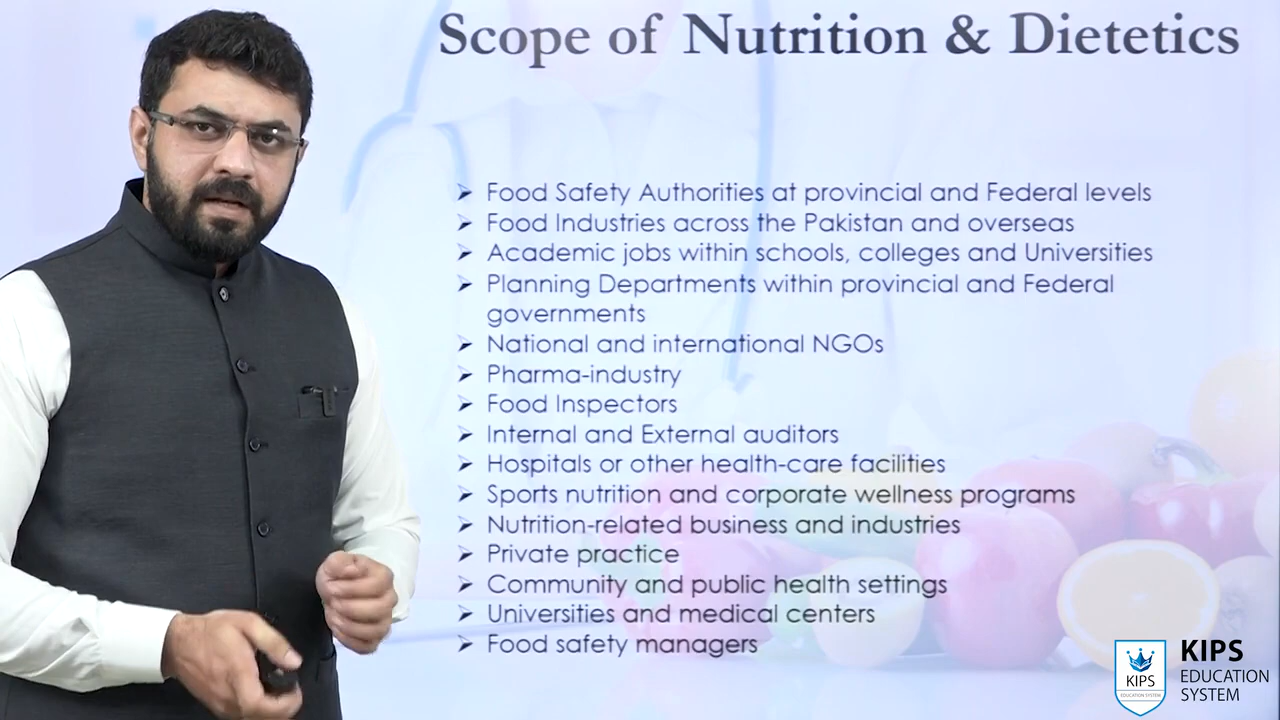 Scope of Nutrition & Dietetics
➢ Food Safety Authorities at provincial and Federal levels
➢ Food Industries across the Pakistan and overseas
➢ Academic jobs within schools, colleges and Universities
➢ Planning Departments within provincial and Federal
governments
➢ National and international NGOs
➢ Pharma-industry
➢ Food Inspectors
➢ Internal and External auditors
➢ Hospitals or other health-care facilities
➢ Sports nutrition and corporate wellness programs
➢ Nutrition-related business and industries
➢ Private practice
➢ Community and public health settings
➢ Universities and medical centers
➢ Food safety managers
KIPS
EDUCATION SYSTEM
KIPS
EDUCATION
SYSTEM